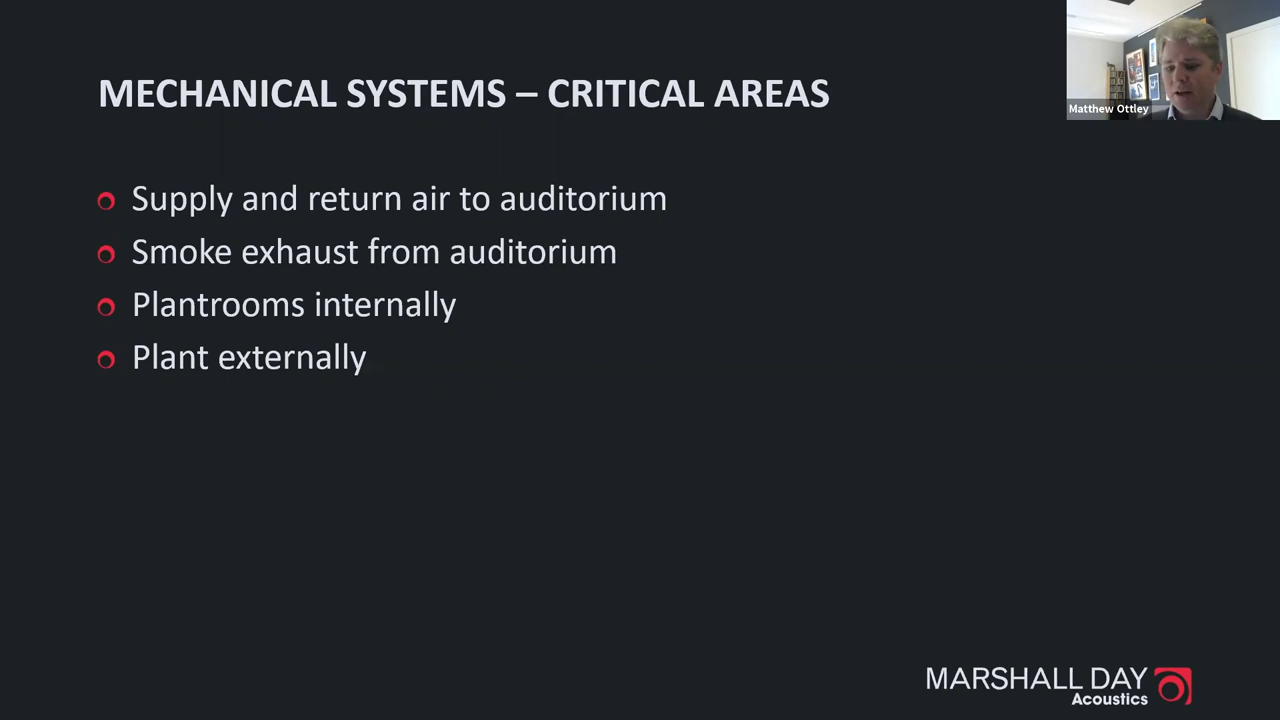 MECHANICAL SYSTEMS – CRITICAL AREAS
Matthew Ottley
Supply and return air to auditorium
Smoke exhaust from auditorium
Plantrooms internally
Plant externally
MARSHALL DAY
Acoustics